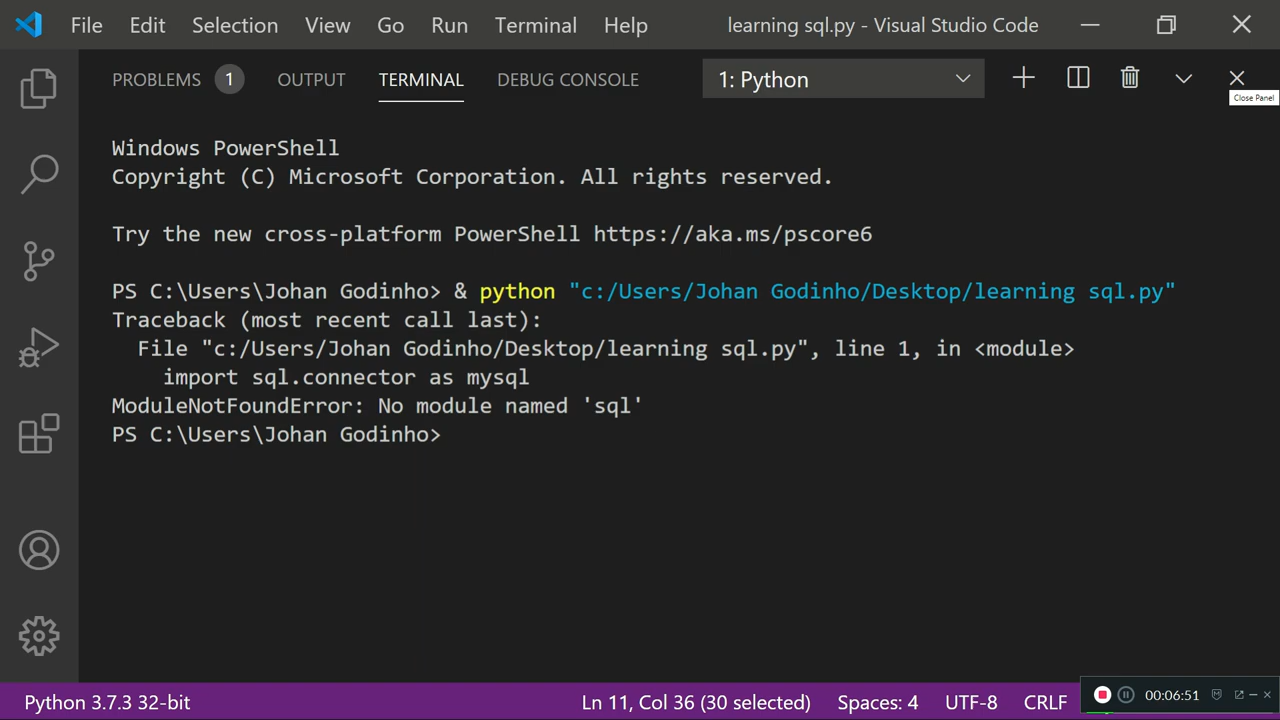 File Edit Selection View Go Run Terminal Help learning sql.py - Visual Studio Code
PROBLEMS 1 OUTPUT TERMINAL DEBUG CONSOLE 1: Python
Close Panel
Windows PowerShell
Copyright (C) Microsoft Corporation. All rights reserved.
Try the new cross-platform PowerShell https://aka.ms/pscore6
PS C:\Users\Johan Godinho> & python "c:/Users/Johan Godinho/Desktop/learning sql.py"
Traceback (most recent call last):
  File "c:/Users/Johan Godinho/Desktop/learning sql.py", line 1, in <module>
    import sql.connector as mysql
ModuleNotFoundError: No module named 'sql'
PS C:\Users\Johan Godinho>
Python 3.7.3 32-bit Ln 11, Col 36 (30 selected) Spaces: 4 UTF-8 CRLF 00:06:51